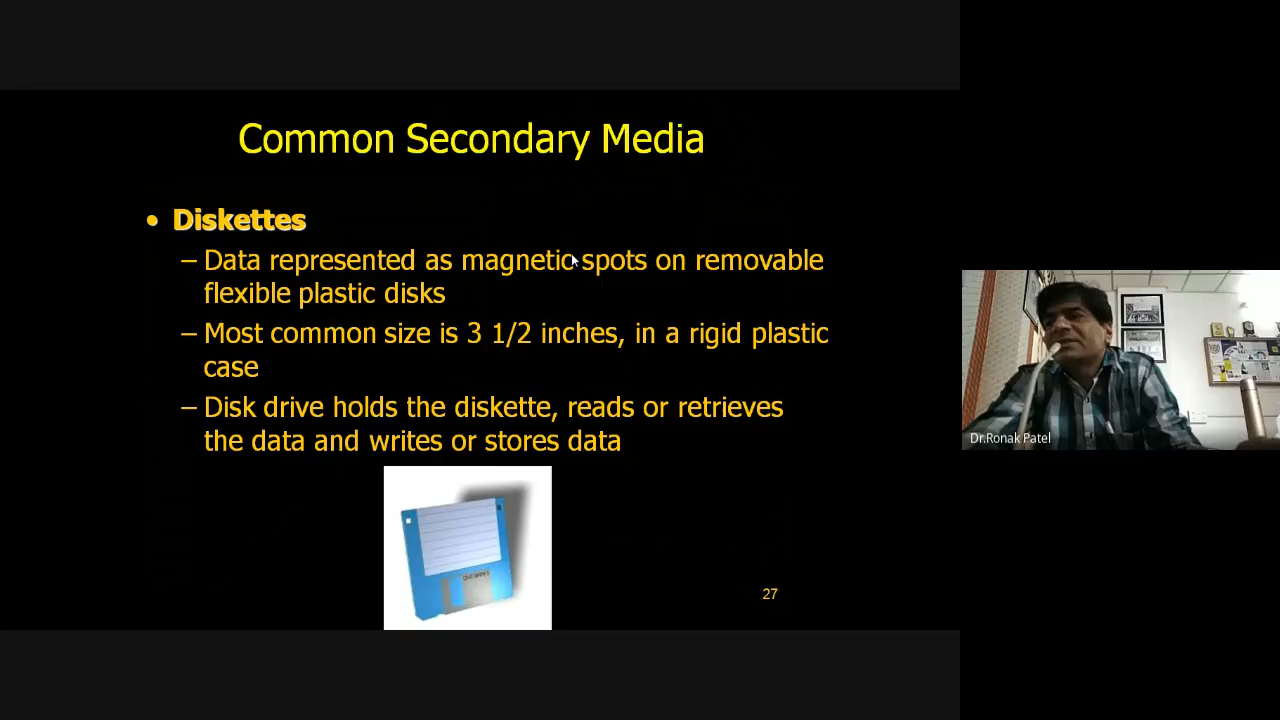 Common Secondary Media
• Diskettes
– Data represented as magnetic spots on removable
flexible plastic disks
– Most common size is 3 1/2 inches, in a rigid plastic
case
– Disk drive holds the diskette, reads or retrieves
the data and writes or stores data
27
Dr.Ronak Patel